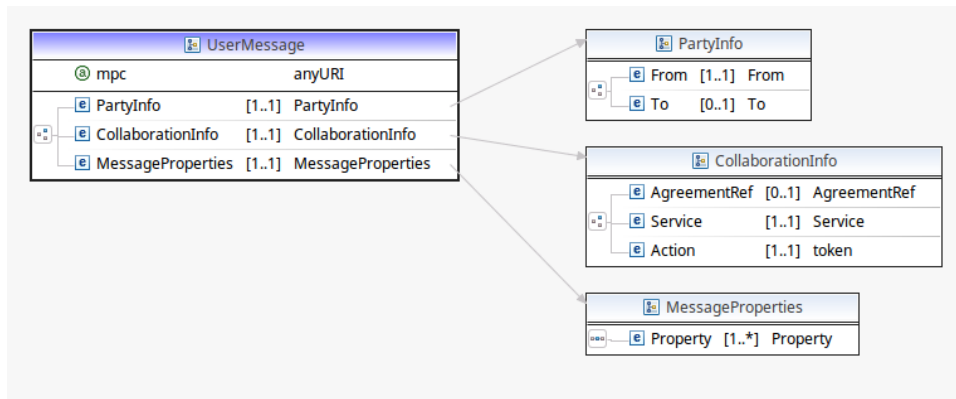 UserMessage
mpc anyURI
PartyInfo [1..1] PartyInfo
CollaborationInfo [1..1] CollaborationInfo
MessageProperties [1..1] MessageProperties
PartyInfo
From [1..1] From
To [0..1] To
CollaborationInfo
AgreementRef [0..1] AgreementRef
Service [1..1] Service
Action [1..1] token
MessageProperties
Property [1..*] Property